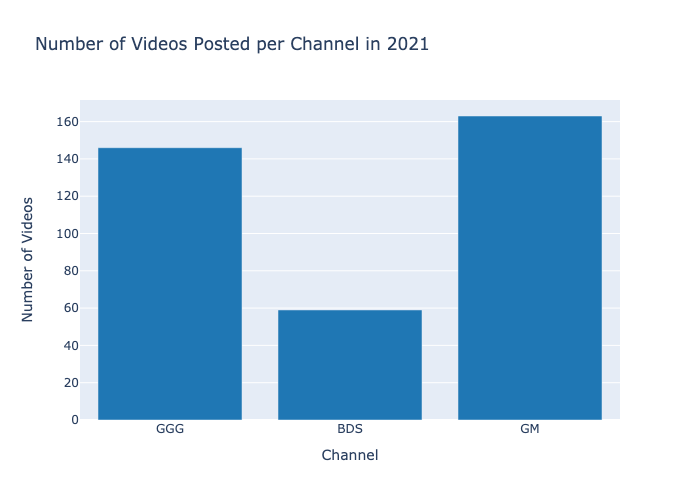 Number of Videos Posted per Channel in 2021
Number of Videos
160
140
120
100
80
60
40
20
0
GGG BDS GM
Channel